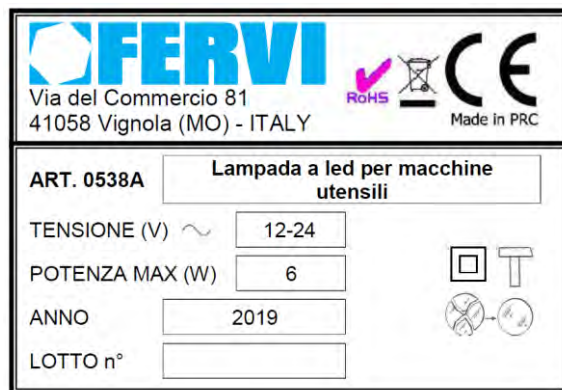 FERVI
Via del Commercio 81
41058 Vignola (MO) - ITALY
RoHS
CE
Made in PRC
ART. 0538A
Lampada a led per macchine
utensili
TENSIONE (V) ~ 12-24
POTENZA MAX (W) 6
ANNO 2019
LOTTO n°